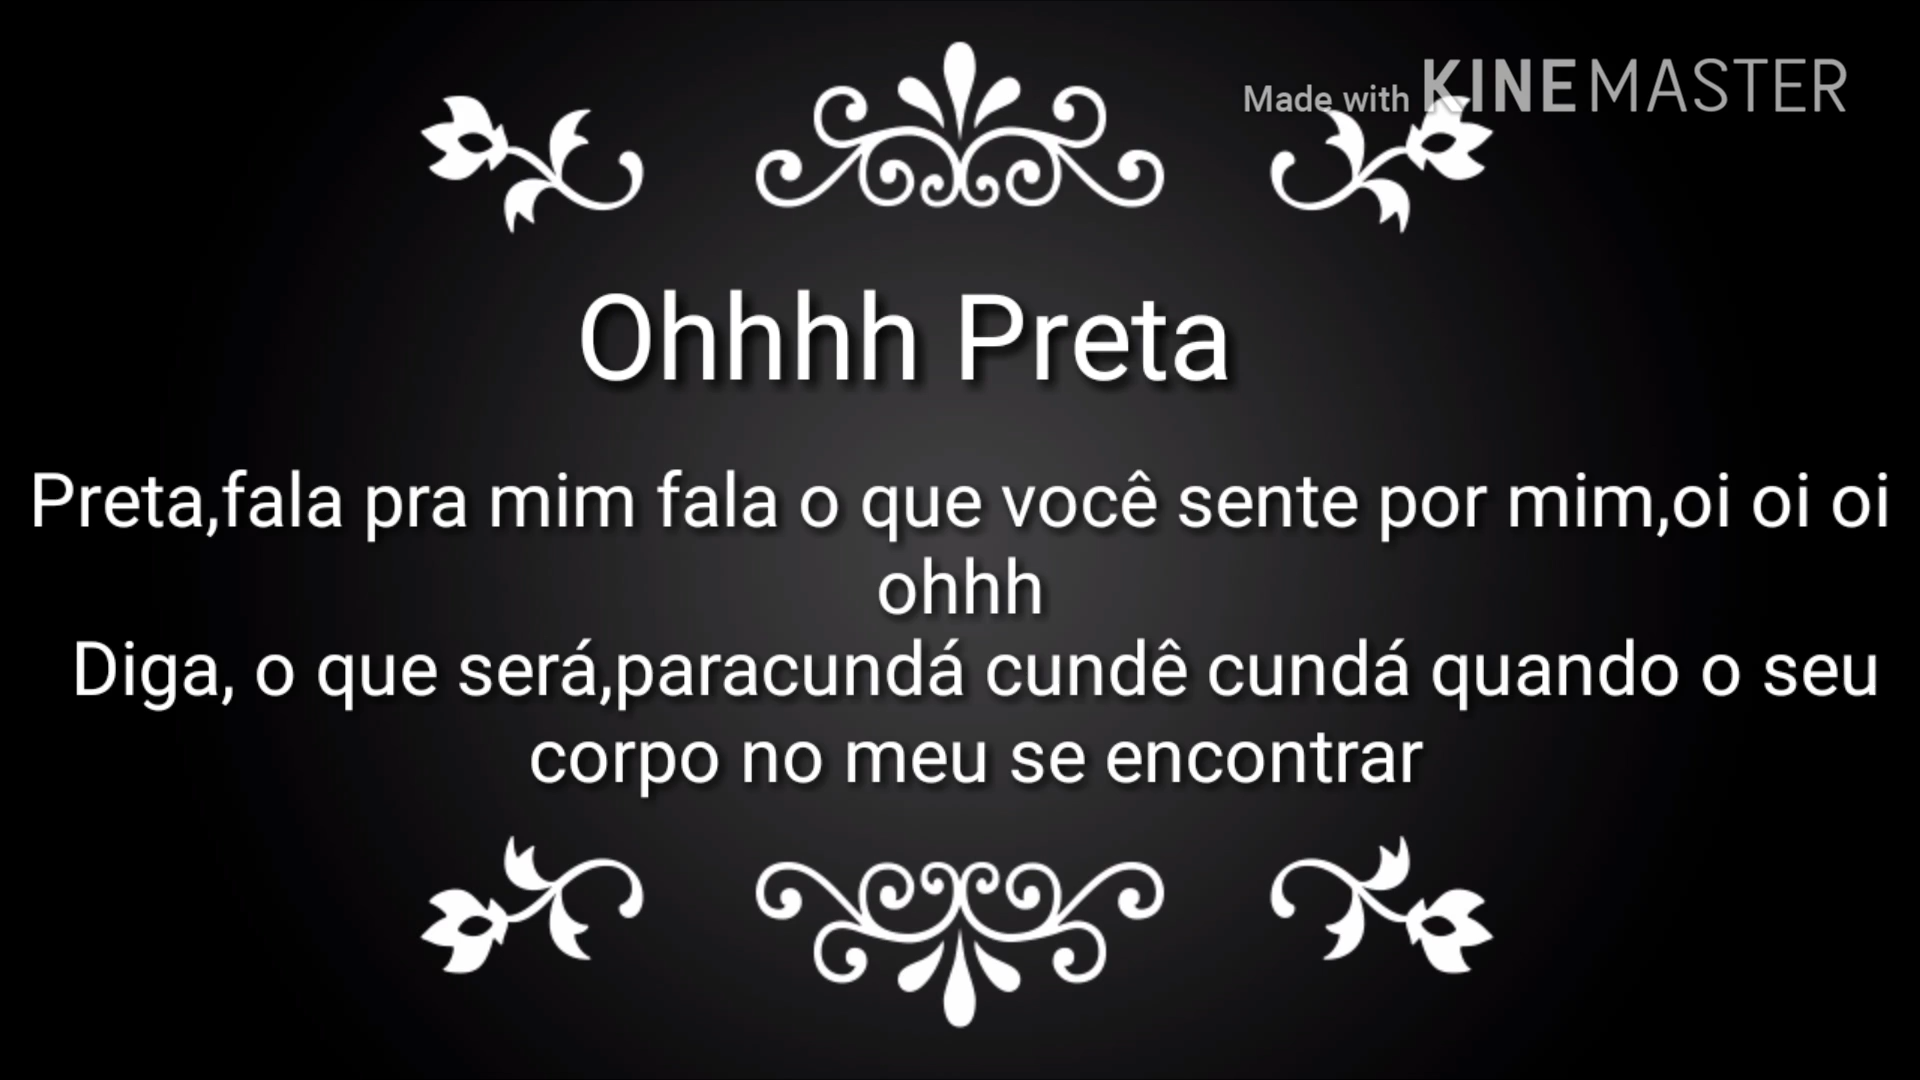 Made with KINEMASTER
Ohhhh Preta
Preta,fala pra mim fala o que você sente por mim,oi oi oi
ohhh
Diga, o que será,paracundá cundê cundá quando o seu
corpo no meu se encontrar